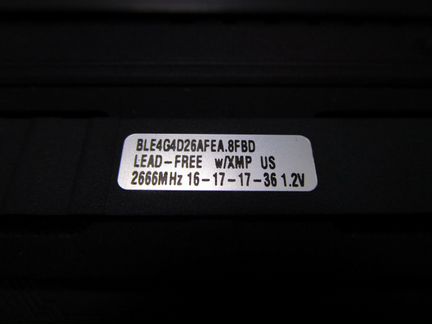 BLE4G4D26AFEA.8FBD
LEAD-FREE w/XMP US
2666MHz 16-17-17-36 1.2V